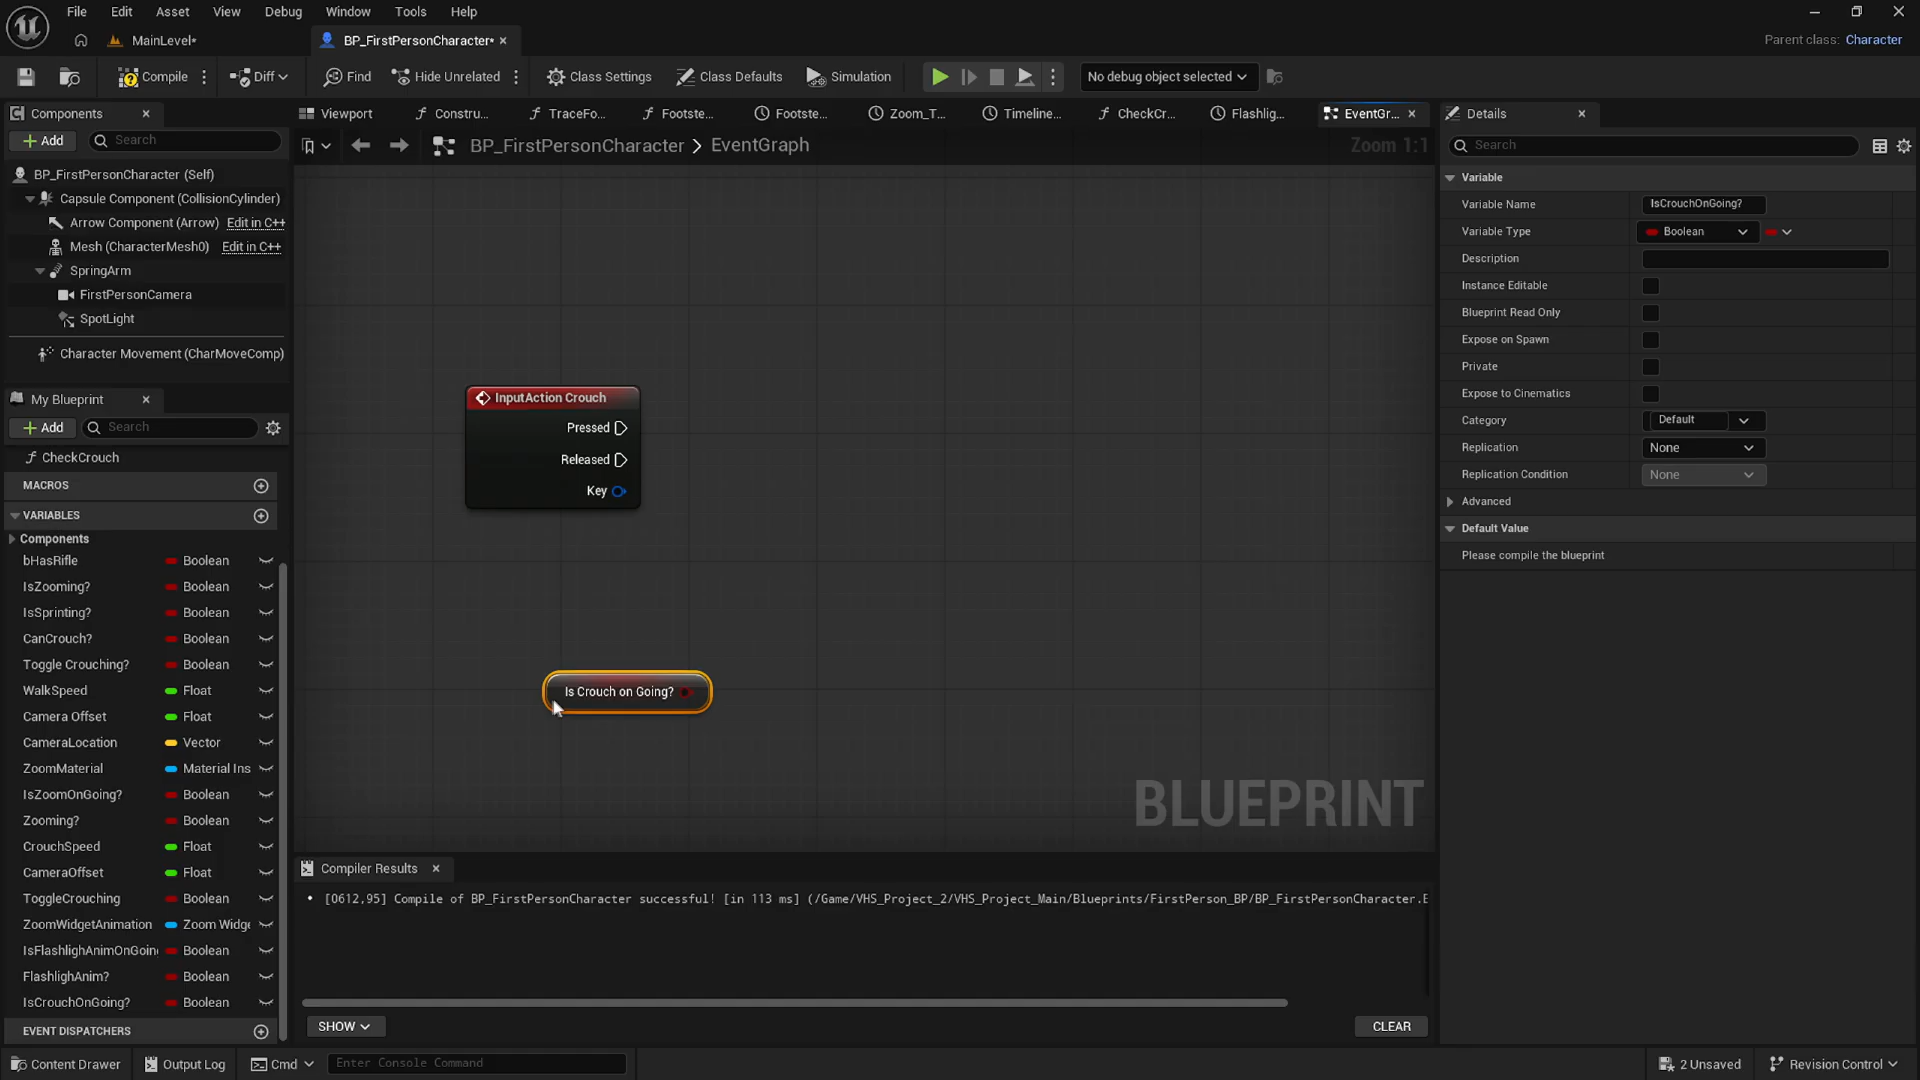 File Edit Asset View Debug Window Tools Help
MainLevel*
BP_FirstPersonCharacter*
Parent class: Character
Compile
Diff
Find
Hide Unrelated
Class Settings
Class Defaults
Simulation
No debug object selected
Components
Add
Search
BP_FirstPersonCharacter (Self)
Capsule Component (CollisionCylinder)
Arrow Component (Arrow) Edit in C++
Mesh (CharacterMesh0) Edit in C++
SpringArm
FirstPersonCamera
SpotLight
Character Movement (CharMoveComp)
My Blueprint
Add
Search
CheckCrouch
MACROS
VARIABLES
Components
bHasRifle Boolean
IsZooming? Boolean
IsSprinting? Boolean
CanCrouch? Boolean
Toggle Crouching? Boolean
WalkSpeed Float
Camera Offset Float
CameraLocation Vector
ZoomMaterial Material Ins
IsZoomOnGoing? Boolean
Zooming? Boolean
CrouchSpeed Float
CameraOffset Float
ToggleCrouching Boolean
ZoomWidgetAnimation Zoom Widge
IsFlashlighAnimOnGoing Boolean
FlashlighAnim? Boolean
IsCrouchOnGoing? Boolean
EVENT DISPATCHERS
Viewport
Constru...
TraceFo...
Footste...
Footste...
Zoom_T...
Timeline...
CheckCr...
Flashlig...
EventGr...
BP_FirstPersonCharacter > EventGraph
Zoom 1:1
InputAction Crouch
Pressed
Released
Key
Is Crouch on Going?
BLUEPRINT
Compiler Results
• [0612,95] Compile of BP_FirstPersonCharacter successful! [in 113 ms] (/Game/VHS_Project_2/VHS_Project_Main/Blueprints/FirstPerson_BP/BP_FirstPersonCharacter.B
SHOW
CLEAR
Details
Search
Variable
Variable Name IsCrouchOnGoing?
Variable Type Boolean
Description
Instance Editable
Blueprint Read Only
Expose on Spawn
Private
Expose to Cinematics
Category Default
Replication None
Replication Condition None
Advanced
Default Value
Please compile the blueprint
Content Drawer
Output Log
Cmd
Enter Console Command
2 Unsaved
Revision Control